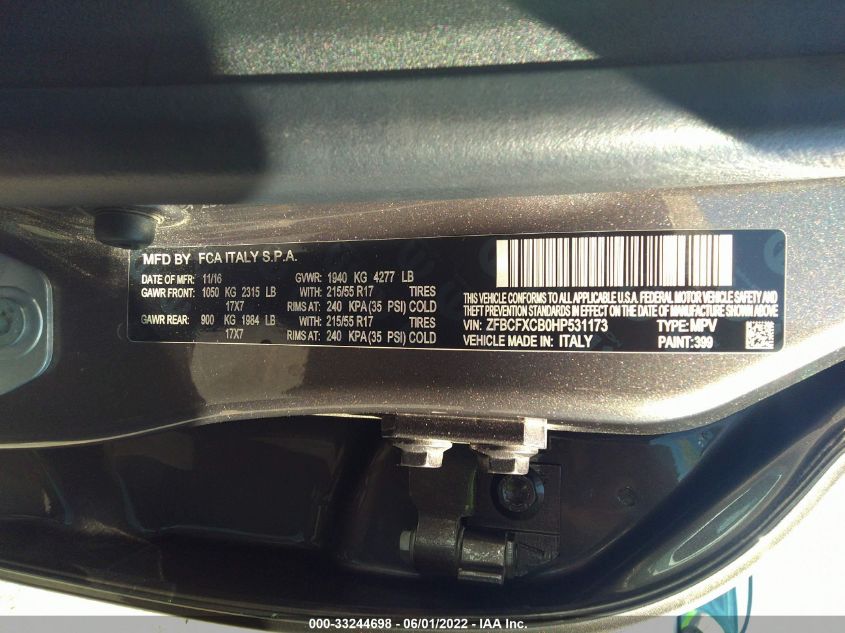 MFD BY FCA ITALY S.P.A.
DATE OF MFR: 11/16 GVWR: 1940 KG 4277 LB
GAWR FRONT: 1050 KG 2315 LB WITH: 215/55 R17 TIRES
17X7 RIMS AT: 240 KPA (35 PSI) COLD
GAWR REAR: 900 KG 1984 LB WITH: 215/55 R17 TIRES
17X7 RIMS AT: 240 KPA (35 PSI) COLD
THIS VEHICLE CONFORMS TO ALL APPLICABLE U.S.A. FEDERAL MOTOR VEHICLE SAFETY AND
THEFT PREVENTION STANDARDS IN EFFECT ON THE DATE OF MANUFACTURE SHOWN ABOVE.
VIN: ZFBCFXCB0HP531173 TYPE: MPV
VEHICLE MADE IN: ITALY PAINT: 399
000-33244698 - 06/01/2022 - IAA Inc.